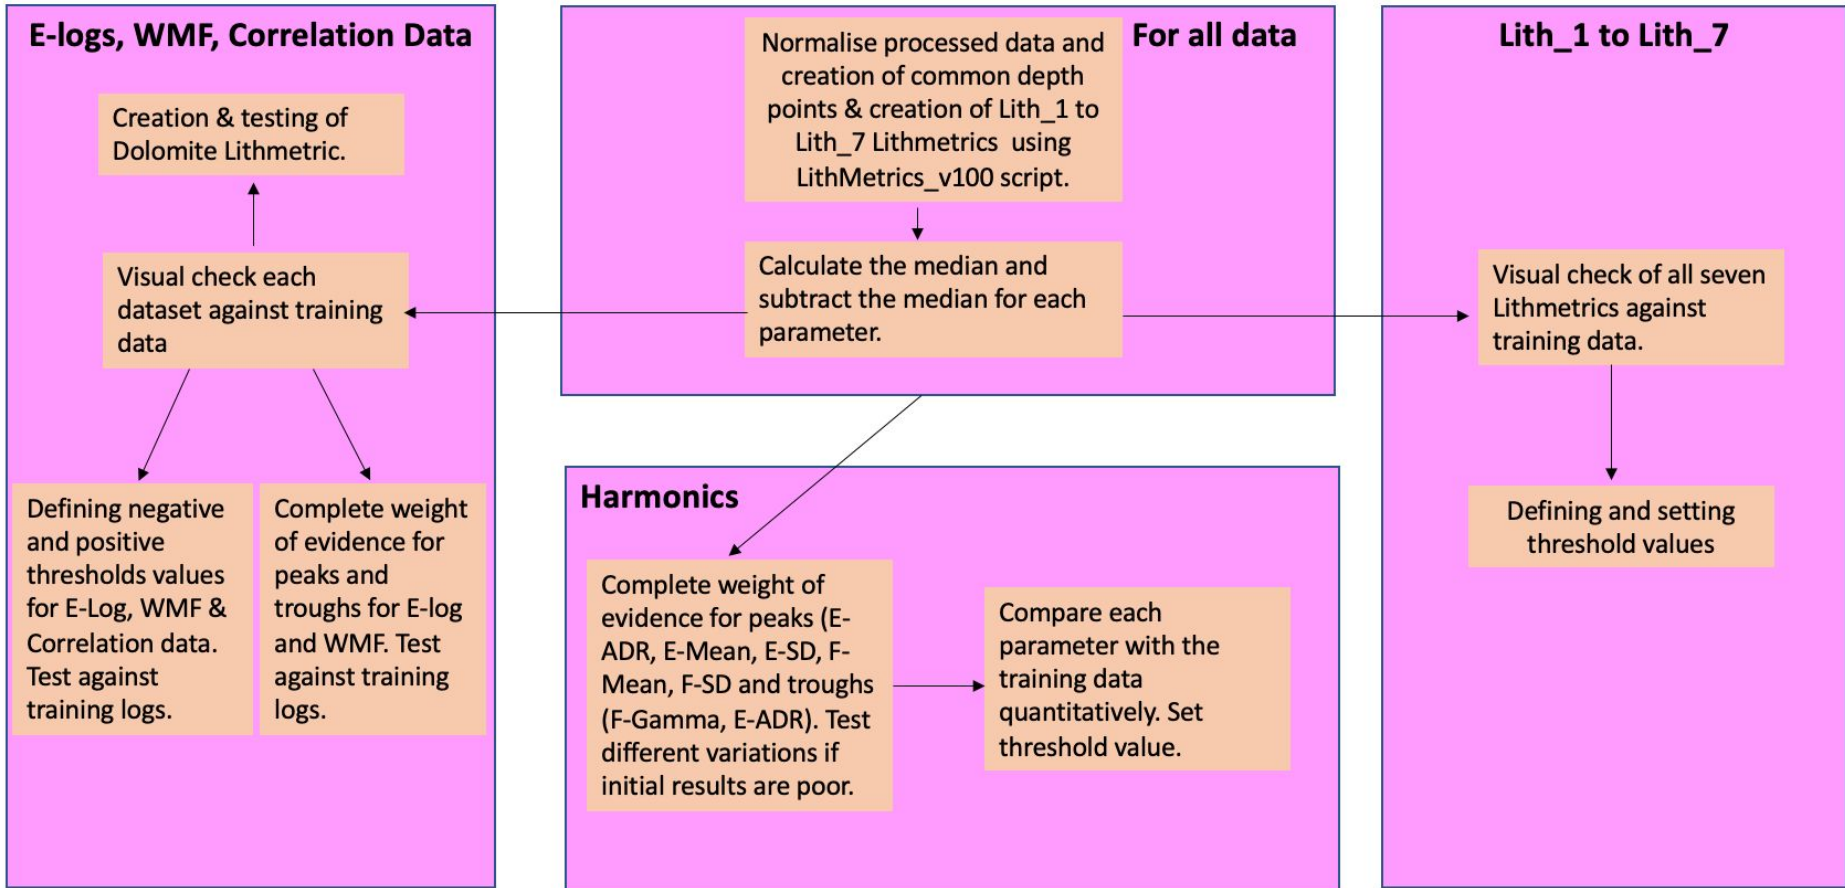 E-logs, WMF, Correlation Data
Creation & testing of
Dolomite Lithmetric.
Visual check each
dataset against training
data
Defining negative
and positive
thresholds values
for E-Log, WMF &
Correlation data.
Test against
training logs.
Complete weight
of evidence for
peaks and
troughs for E-log
and WMF. Test
against training
logs.
For all data
Normalise processed data and
creation of common depth
points & creation of Lith_1 to
Lith_7 Lithmetrics using
LithMetrics_v100 script.
Calculate the median and
subtract the median for each
parameter.
Harmonics
Complete weight of
evidence for peaks (E-
ADR, E-Mean, E-SD, F-
Mean, F-SD and troughs
(F-Gamma, E-ADR). Test
different variations if
initial results are poor.
Compare each
parameter with the
training data
quantitatively. Set
threshold value.
Lith_1 to Lith_7
Visual check of all seven
Lithmetrics against
training data.
Defining and setting
threshold values